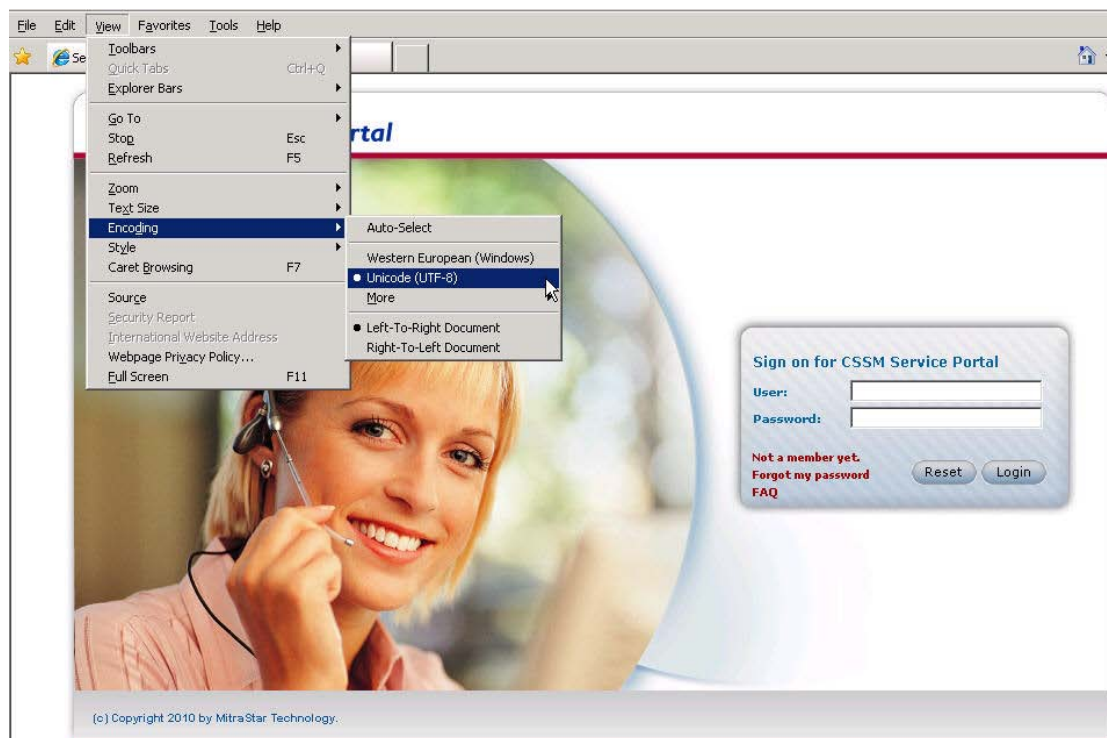 File Edit View Favorites Tools Help
Se
Toolbars
Quick Tabs Ctrl+Q
Explorer Bars
Go To
Stop Esc
Refresh F5
Zoom
Text Size
Encoding
Style
Caret Browsing F7
Source
Security Report
International Website Address
Webpage Privacy Policy...
Full Screen F11
Auto-Select
Western European (Windows)
Unicode (UTF-8)
More
Left-To-Right Document
Right-To-Left Document
rtal
Sign on for CSSM Service Portal
User:
Password:
Not a member yet.
Forgot my password
FAQ
Reset Login
(c) Copyright 2010 by MitraStar Technology.